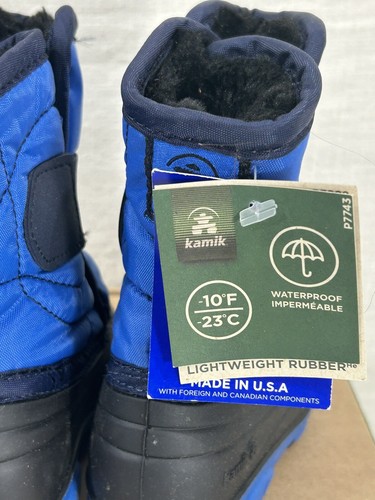 kamik
-10°F
-23°C
WATERPROOF
IMPERMÉABLE
P7743
LIGHTWEIGHT RUBBER
MADE IN U.S.A
WITH FOREIGN AND CANADIAN COMPONENTS